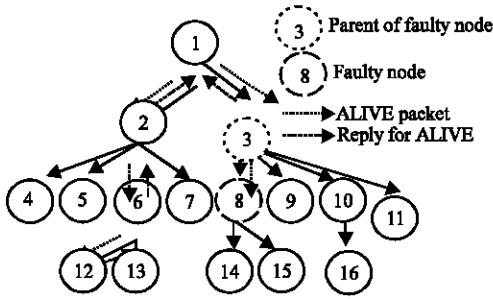 1
3 Parent of faulty node
8 Faulty node
ALIVE packet
Reply for ALIVE
2
3
4 5 6 7 8 9 10 11
12 13 14 15 16